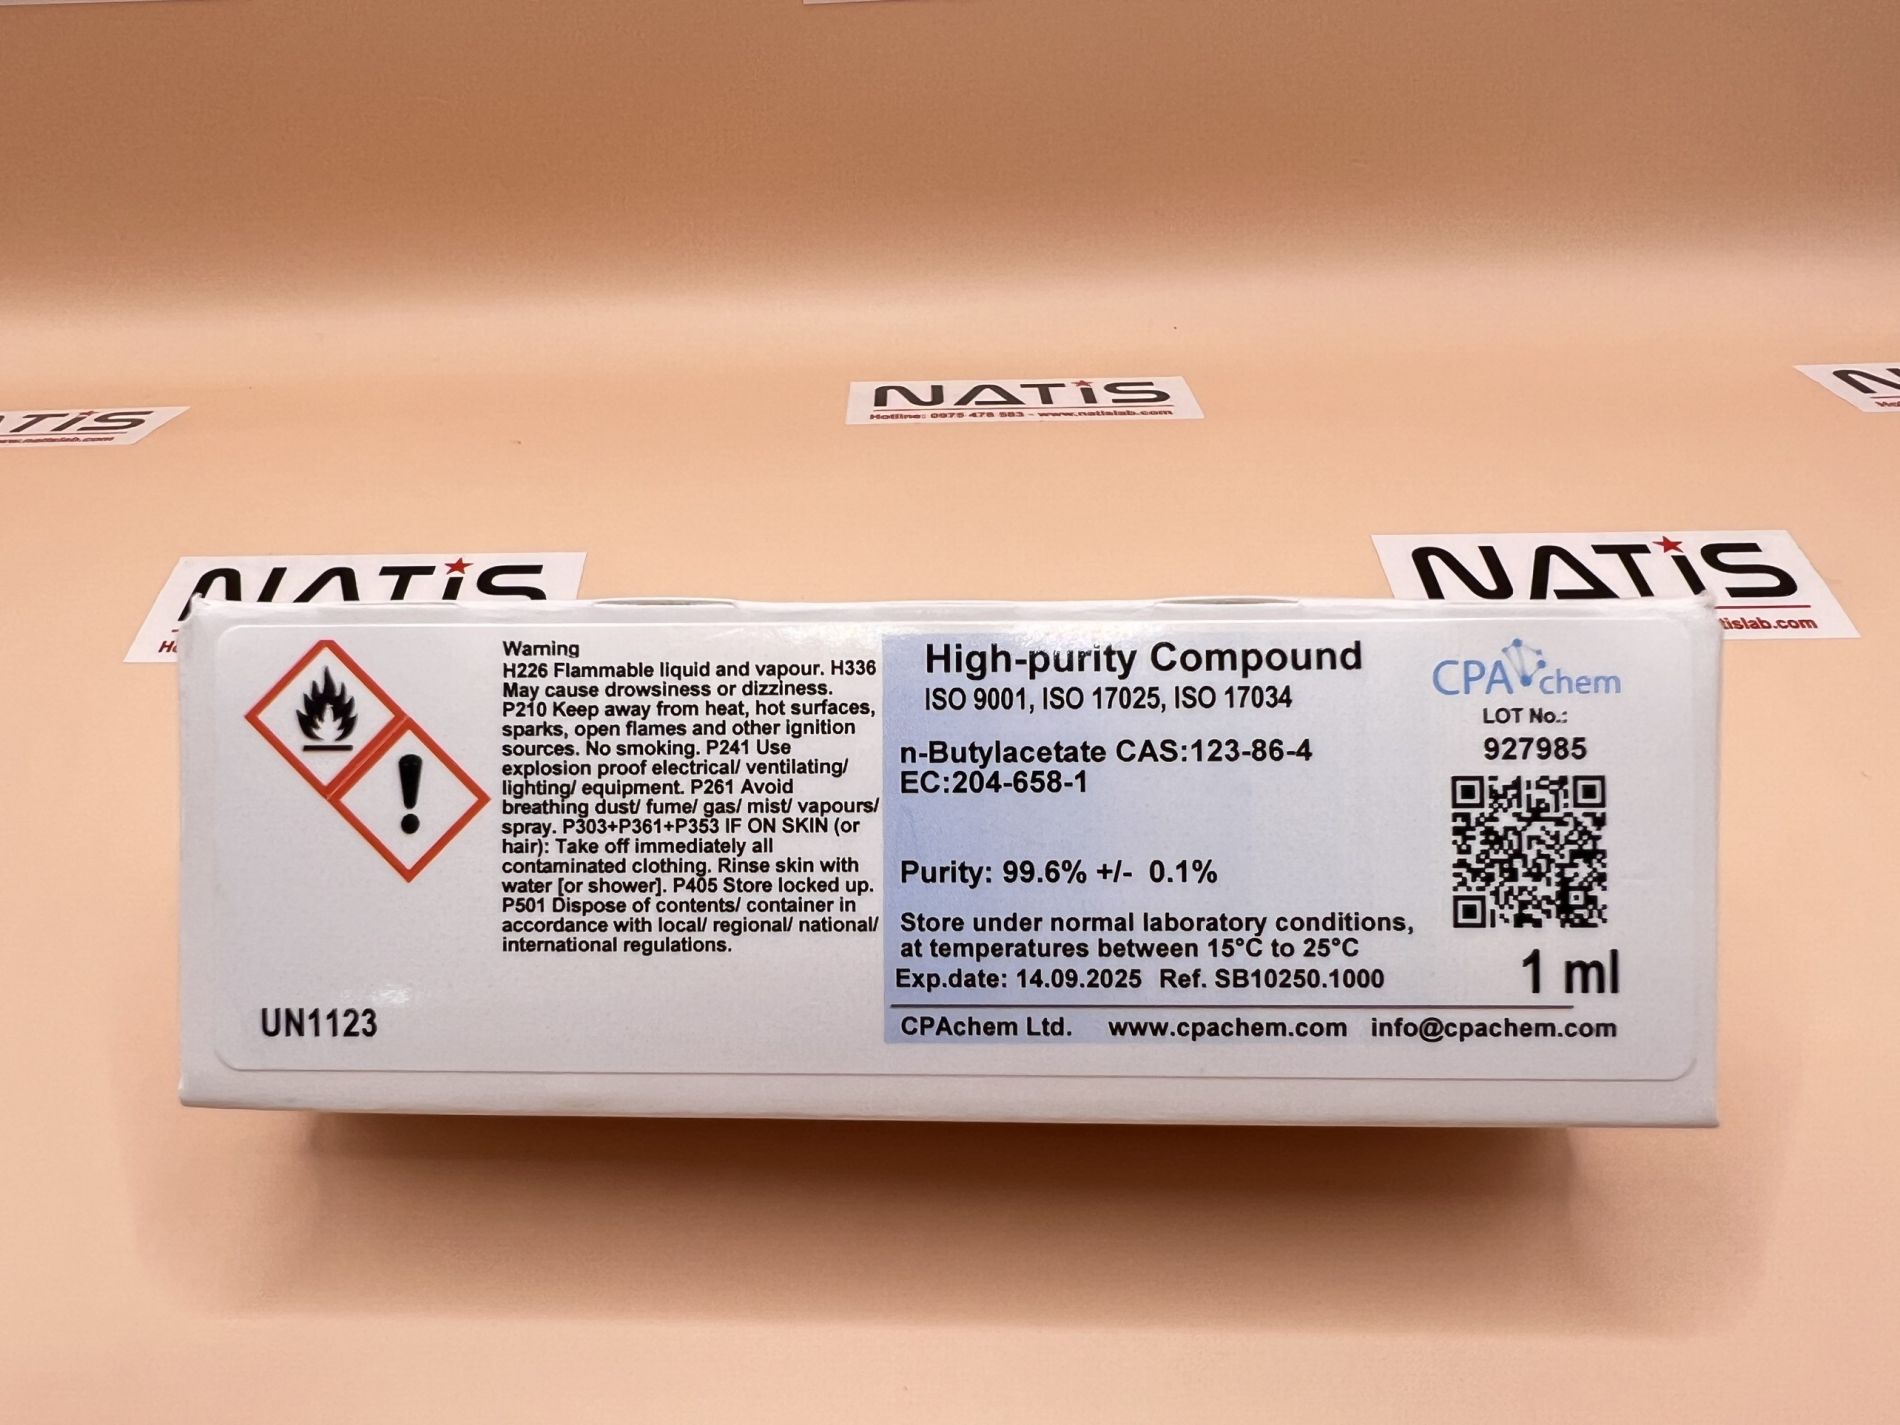 NATiS
Hotline: 0975 478 583 - www.natislab.com
TiS
www.natislab.com
NATiS
NATiS
tislab.com
Warning
H226 Flammable liquid and vapour. H336
May cause drowsiness or dizziness.
P210 Keep away from heat, hot surfaces,
sparks, open flames and other ignition
sources. No smoking. P241 Use
explosion proof electrical/ ventilating/
lighting/ equipment. P261 Avoid
breathing dust/ fume/ gas/ mist/ vapours/
spray. P303+P361+P353 IF ON SKIN (or
hair): Take off immediately all
contaminated clothing. Rinse skin with
water [or shower]. P405 Store locked up.
P501 Dispose of contents/ container in
accordance with local/ regional/ national/
international regulations.
UN1123
High-purity Compound
ISO 9001, ISO 17025, ISO 17034
n-Butylacetate CAS:123-86-4
EC:204-658-1
Purity: 99.6% +/- 0.1%
Store under normal laboratory conditions,
at temperatures between 15°C to 25°C
Exp.date: 14.09.2025 Ref. SB10250.1000
CPAchem Ltd. www.cpachem.com info@cpachem.com
CPAchem
LOT No.:
927985
1 ml